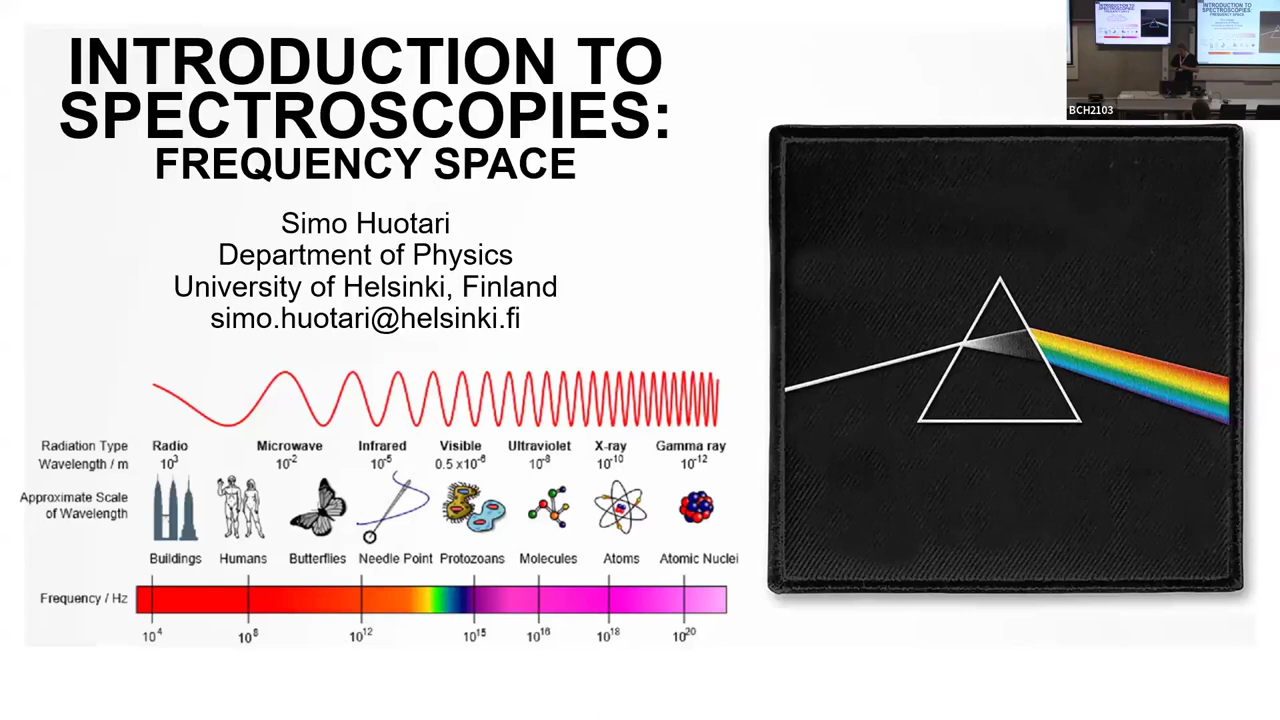 INTRODUCTION TO
SPECTROSCOPIES:
FREQUENCY SPACE
Simo Huotari
Department of Physics
University of Helsinki, Finland
simo.huotari@helsinki.fi
BCH2103
Radiation Type Radio Microwave Infrared Visible Ultraviolet X-ray Gamma ray
Wavelength / m 10³ 10⁻² 10⁻⁵ 0.5 x10⁻⁶ 10⁻⁸ 10⁻¹⁰ 10⁻¹²
Approximate Scale
of Wavelength
Buildings Humans Butterflies Needle Point Protozoans Molecules Atoms Atomic Nuclei
Frequency / Hz
10⁴ 10⁸ 10¹² 10¹⁵ 10¹⁶ 10¹⁸ 10²⁰